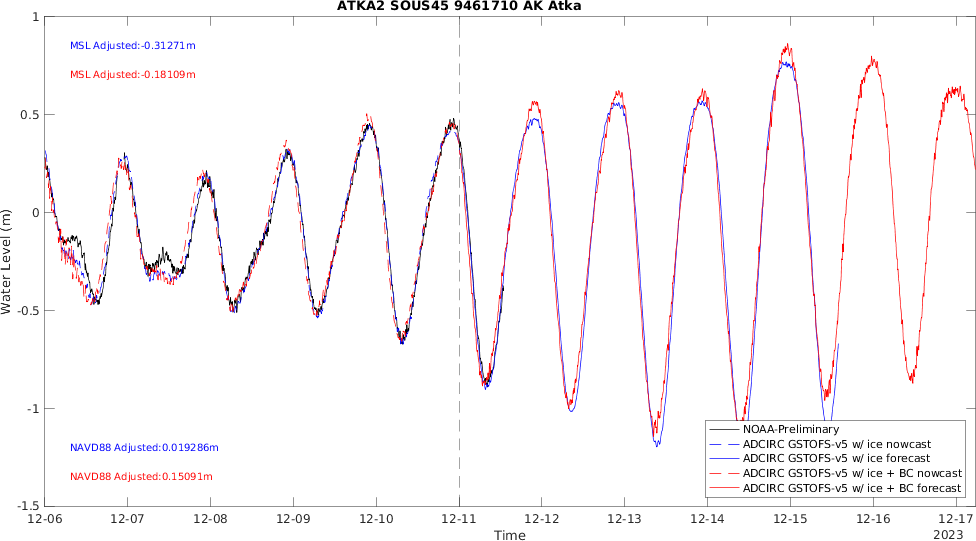 ATKA2 SOUS45 9461710 AK Atka
MSL Adjusted:-0.31271m
MSL Adjusted:-0.18109m
NAVD88 Adjusted:0.019286m
NAVD88 Adjusted:0.15091m
Water Level (m)
1
0.5
0
-0.5
-1
-1.5
NOAA-Preliminary
ADCIRC GSTOFS-v5 w/ ice nowcast
ADCIRC GSTOFS-v5 w/ ice forecast
ADCIRC GSTOFS-v5 w/ ice + BC nowcast
ADCIRC GSTOFS-v5 w/ ice + BC forecast
12-06 12-07 12-08 12-09 12-10 12-11 12-12 12-13 12-14 12-15 12-16 12-17
Time
2023